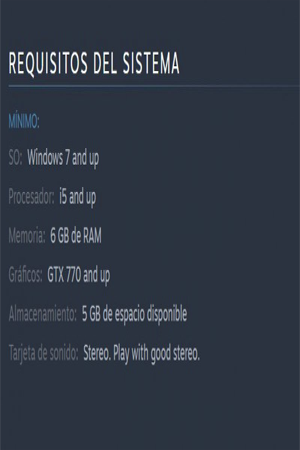 REQUISITOS DEL SISTEMA
MÍNIMO:
SO: Windows 7 and up
Procesador: i5 and up
Memoria: 6 GB de RAM
Gráficos: GTX 770 and up
Almacenamiento: 5 GB de espacio disponible
Tarjeta de sonido: Stereo. Play with good stereo.